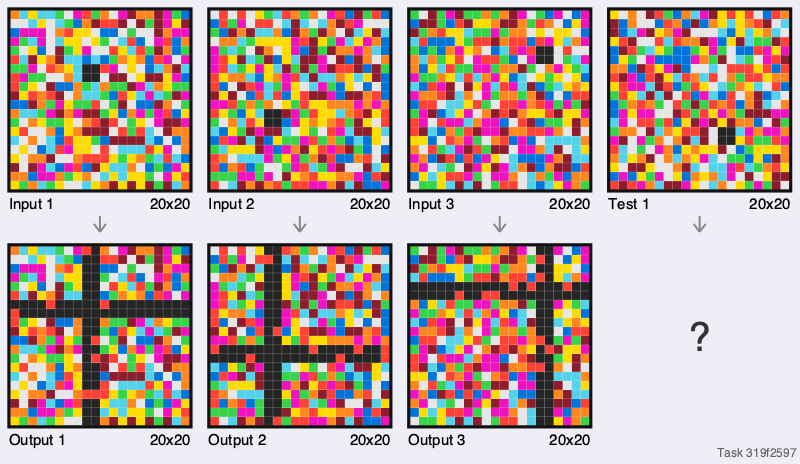 Input 1 20x20
Input 2 20x20
Input 3 20x20
Test 1 20x20
?
Output 1 20x20
Output 2 20x20
Output 3 20x20
Task 319f2597